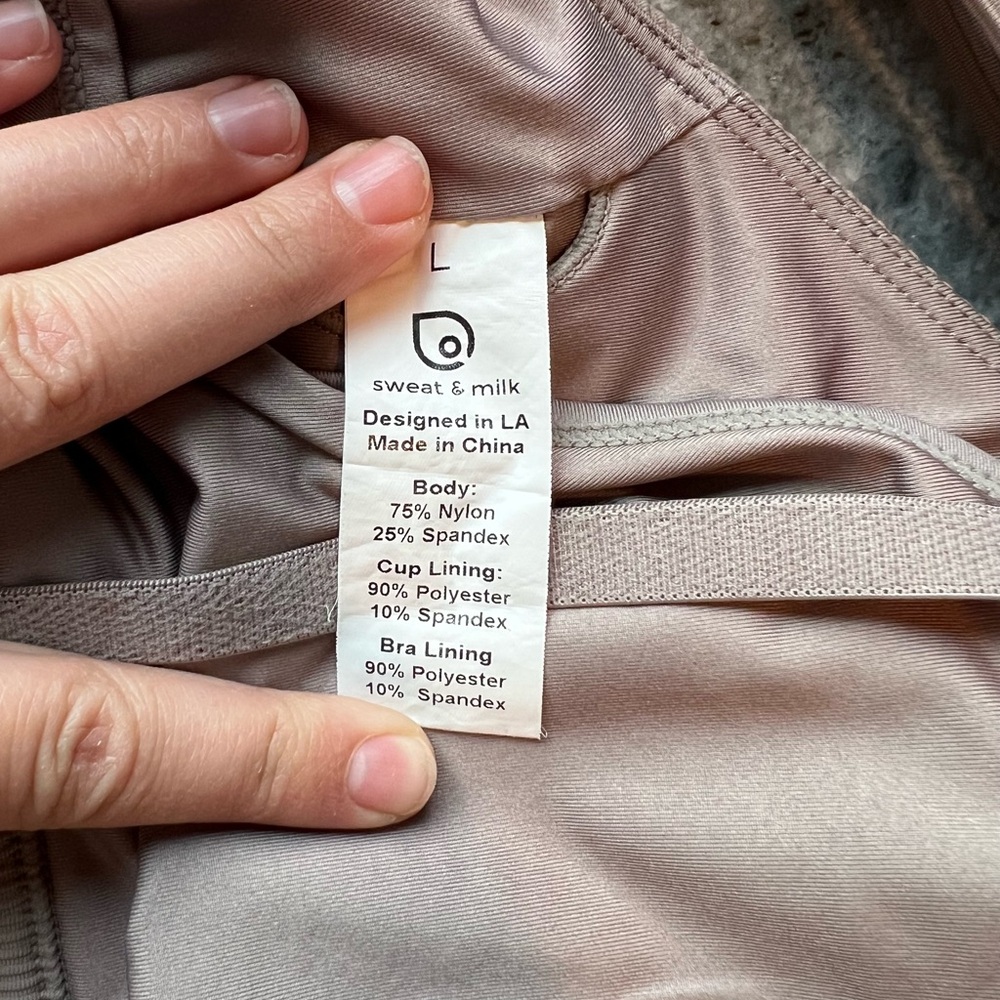 L
sweat & milk
Designed in LA
Made in China
Body:
75% Nylon
25% Spandex
Cup Lining:
90% Polyester
10% Spandex
Bra Lining
90% Polyester
10% Spandex